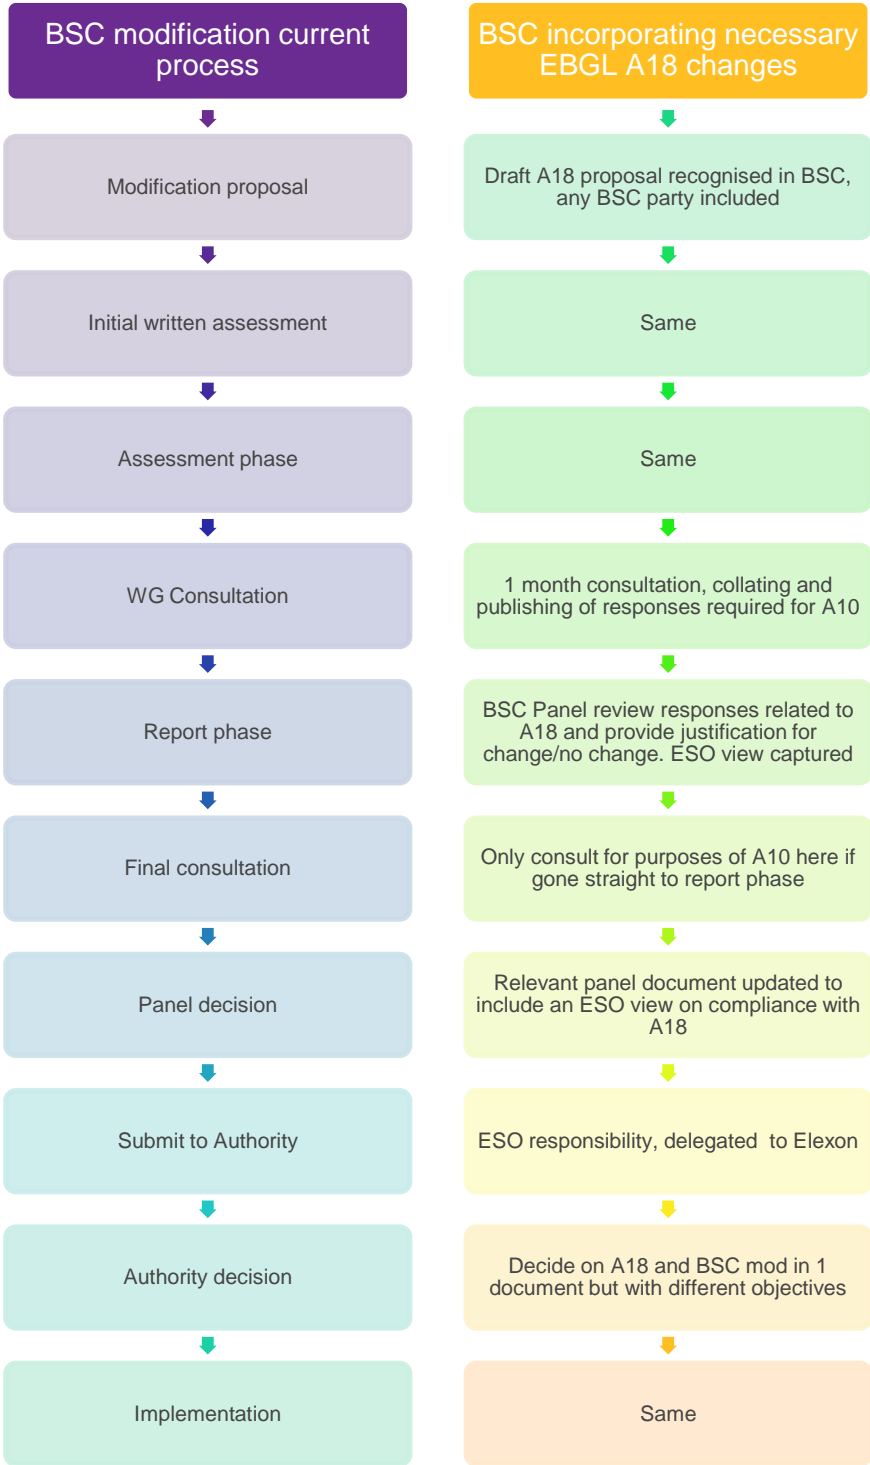 BSC modification current
process
BSC incorporating necessary
EBGL A18 changes
Modification proposal
Draft A18 proposal recognised in BSC,
any BSC party included
Initial written assessment
Same
Assessment phase
Same
WG Consultation
1 month consultation, collating and
publishing of responses required for A10
Report phase
BSC Panel review responses related to
A18 and provide justification for
change/no change. ESO view captured
Final consultation
Only consult for purposes of A10 here if
gone straight to report phase
Panel decision
Relevant panel document updated to
include an ESO view on compliance with
A18
Submit to Authority
ESO responsibility, delegated  to Elexon
Authority decision
Decide on A18 and BSC mod in 1
document but with different objectives
Implementation
Same